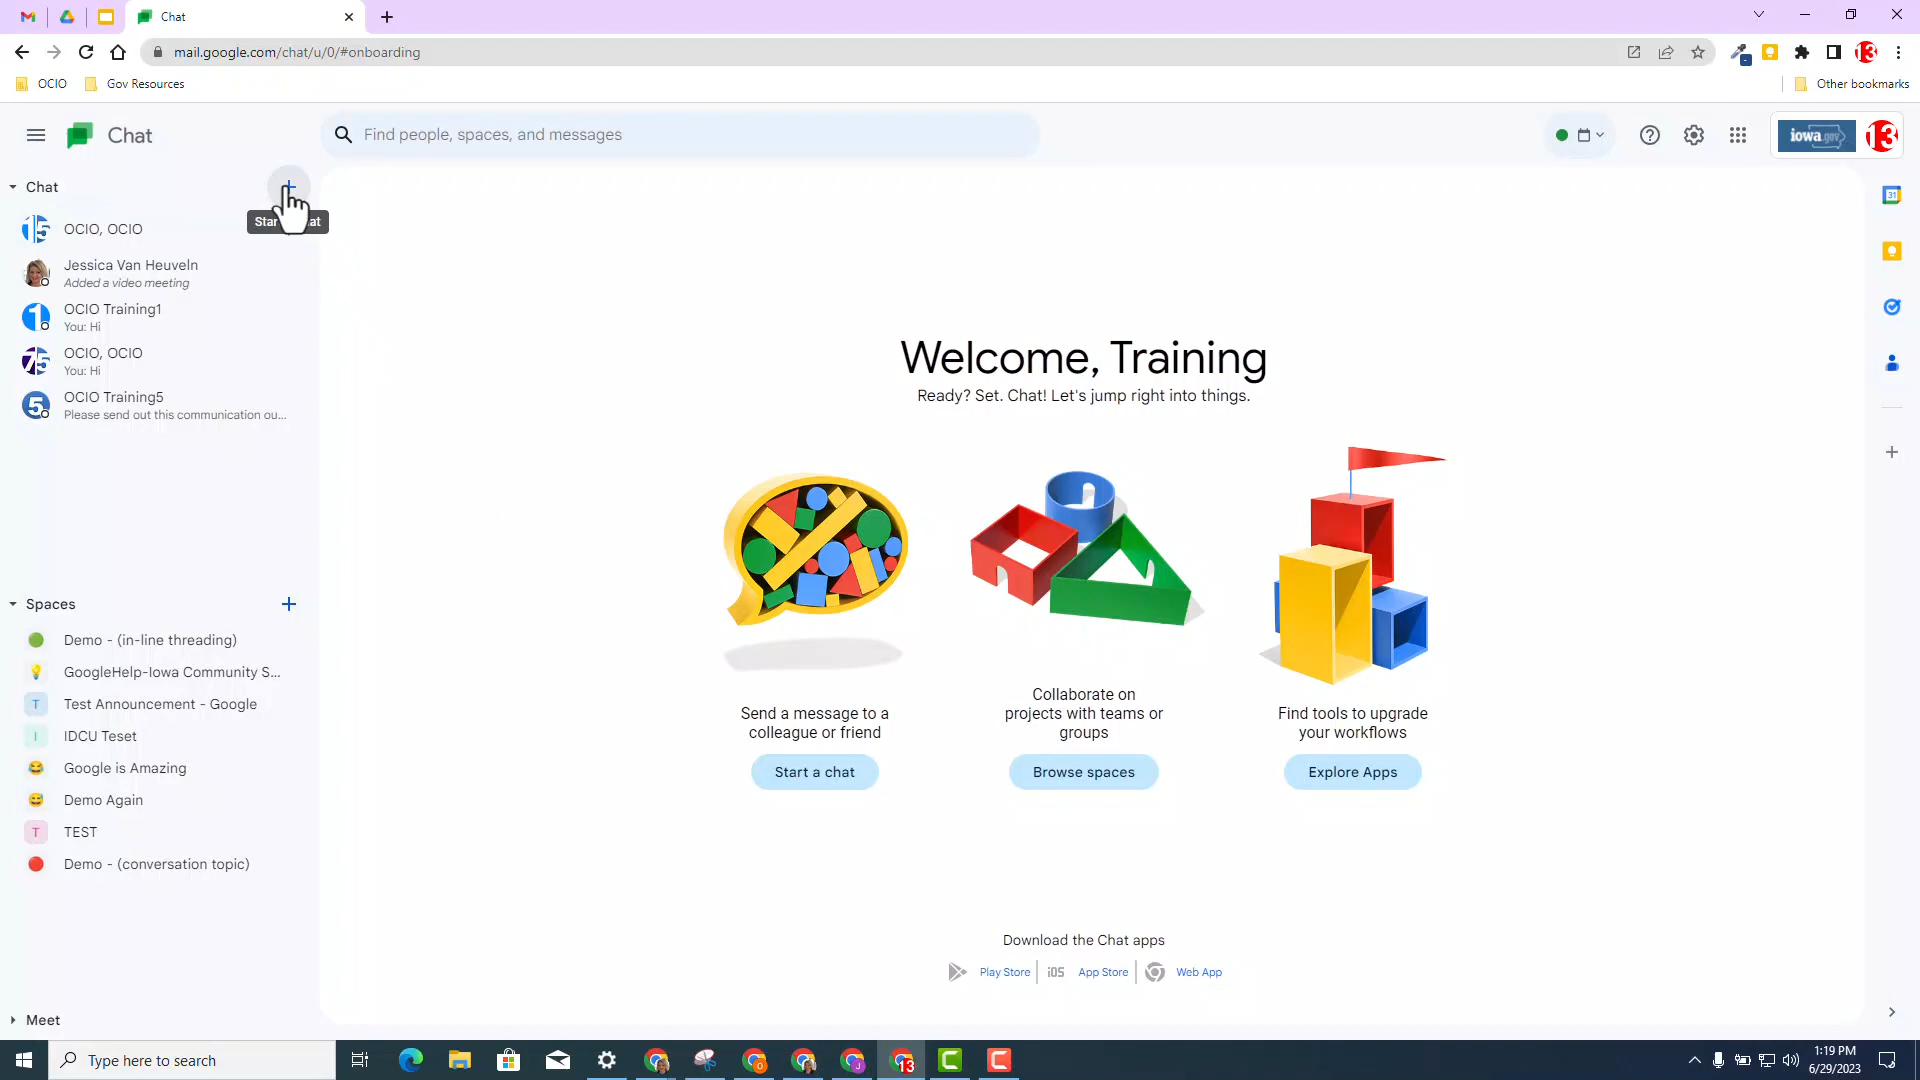 Chat
mail.google.com/chat/u/0/#onboarding
OCIO
Gov Resources
Other bookmarks
Chat
Find people, spaces, and messages
iowa.gov
13
Chat
OCIO, OCIO
Jessica Van Heuveln
Added a video meeting
OCIO Training1
You: Hi
OCIO, OCIO
You: Hi
OCIO Training5
Please send out this communication ou...
Spaces
Demo - (in-line threading)
GoogleHelp-Iowa Community S...
T
Test Announcement - Google
I
IDCU Teset
Google is Amazing
Demo Again
T
TEST
Demo - (conversation topic)
Meet
Welcome, Training
Ready? Set. Chat! Let's jump right into things.
Send a message to a
colleague or friend
Start a chat
Collaborate on
projects with teams or
groups
Browse spaces
Find tools to upgrade
your workflows
Explore Apps
Download the Chat apps
Play Store
iOS
App Store
Web App
31
Type here to search
1:19 PM
6/29/2023